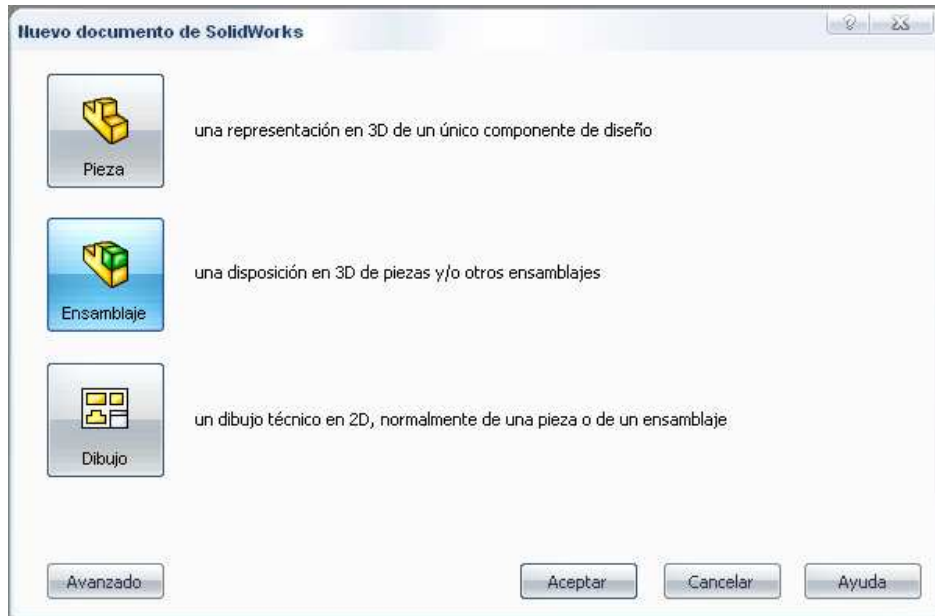 Nuevo documento de SolidWorks
Pieza
una representación en 3D de un único componente de diseño
Ensamblaje
una disposición en 3D de piezas y/o otros ensamblajes
Dibujo
un dibujo técnico en 2D, normalmente de una pieza o de un ensamblaje
Avanzado
Aceptar
Cancelar
Ayuda